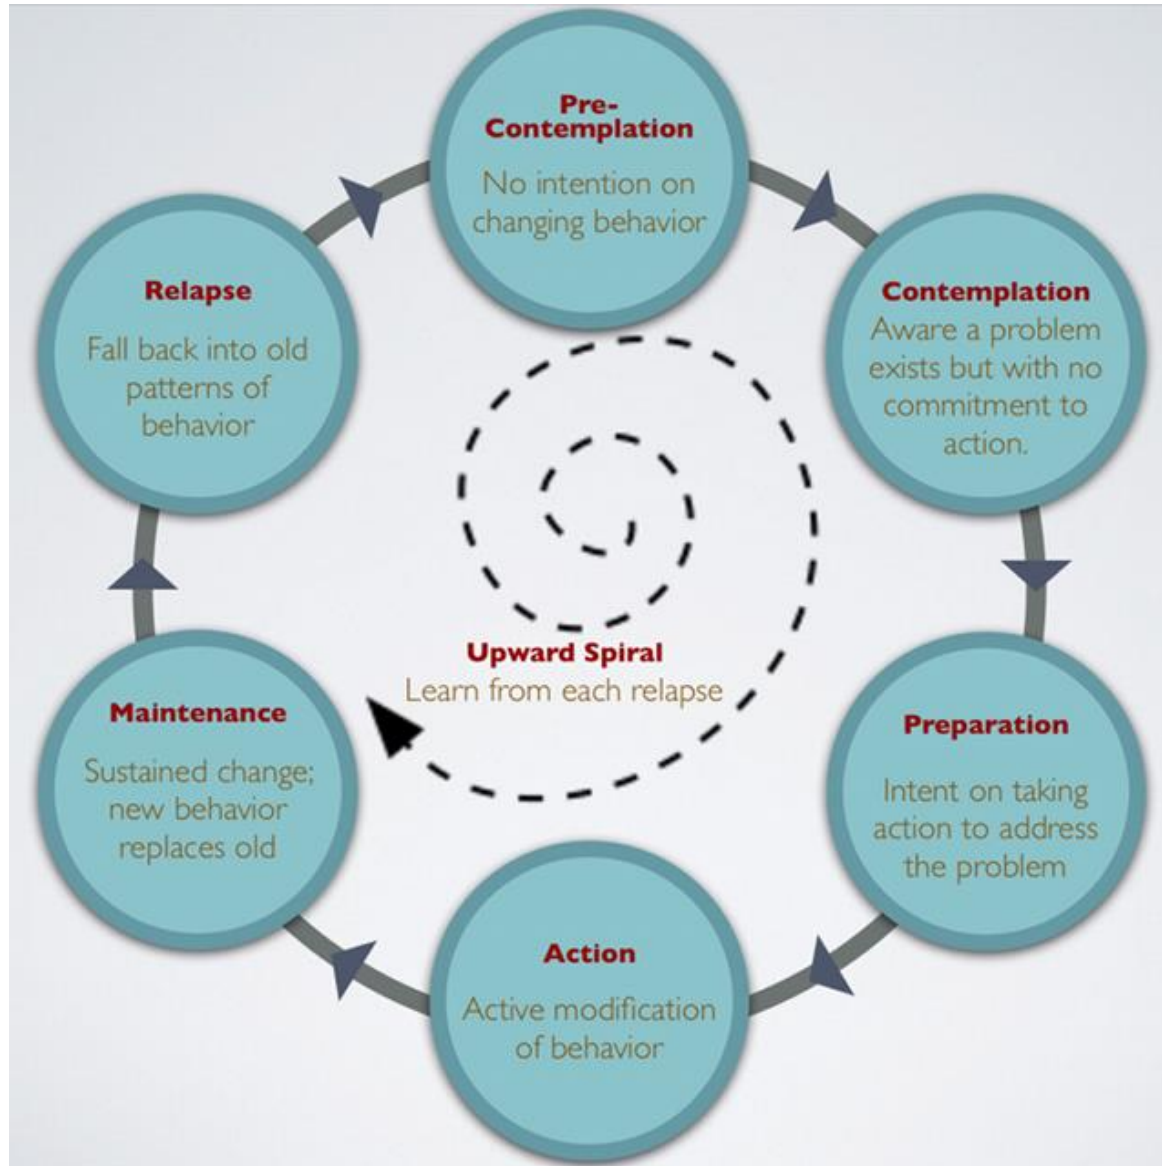 Pre-
Contemplation
No intention on
changing behavior
Contemplation
Aware a problem
exists but with no
commitment to
action.
Preparation
Intent on taking
action to address
the problem
Action
Active modification
of behavior
Maintenance
Sustained change;
new behavior
replaces old
Relapse
Fall back into old
patterns of
behavior
Upward Spiral
Learn from each relapse